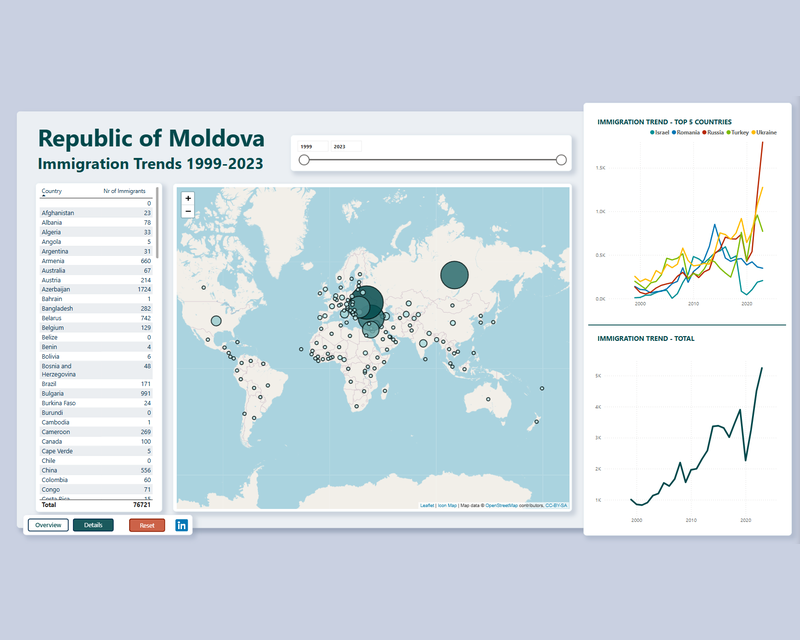 Republic of Moldova
Immigration Trends 1999-2023
1999 2023
Country Nr of Immigrants
0
Afghanistan 23
Albania 78
Algeria 33
Angola 5
Argentina 31
Armenia 660
Australia 67
Austria 214
Azerbaijan 1724
Bahrain 1
Bangladesh 282
Belarus 742
Belgium 129
Belize 0
Benin 4
Bolivia 6
Bosnia and 48
Herzegovina
Brazil 171
Bulgaria 991
Burkina Faso 24
Burundi 0
Cambodia 1
Cameroon 269
Canada 100
Cape Verde 5
Chile 0
China 556
Colombia 60
Congo 71
Costa Rica 15
Total 76721
+
−
Leaflet | Icon Map | Map data © OpenStreetMap contributors, CC-BY-SA
Overview Details Reset in
IMMIGRATION TREND - TOP 5 COUNTRIES
Israel Romania Russia Turkey Ukraine
1.5K
1.0K
0.5K
0.0K
2000 2010 2020
IMMIGRATION TREND - TOTAL
5K
4K
3K
2K
1K
2000 2010 2020